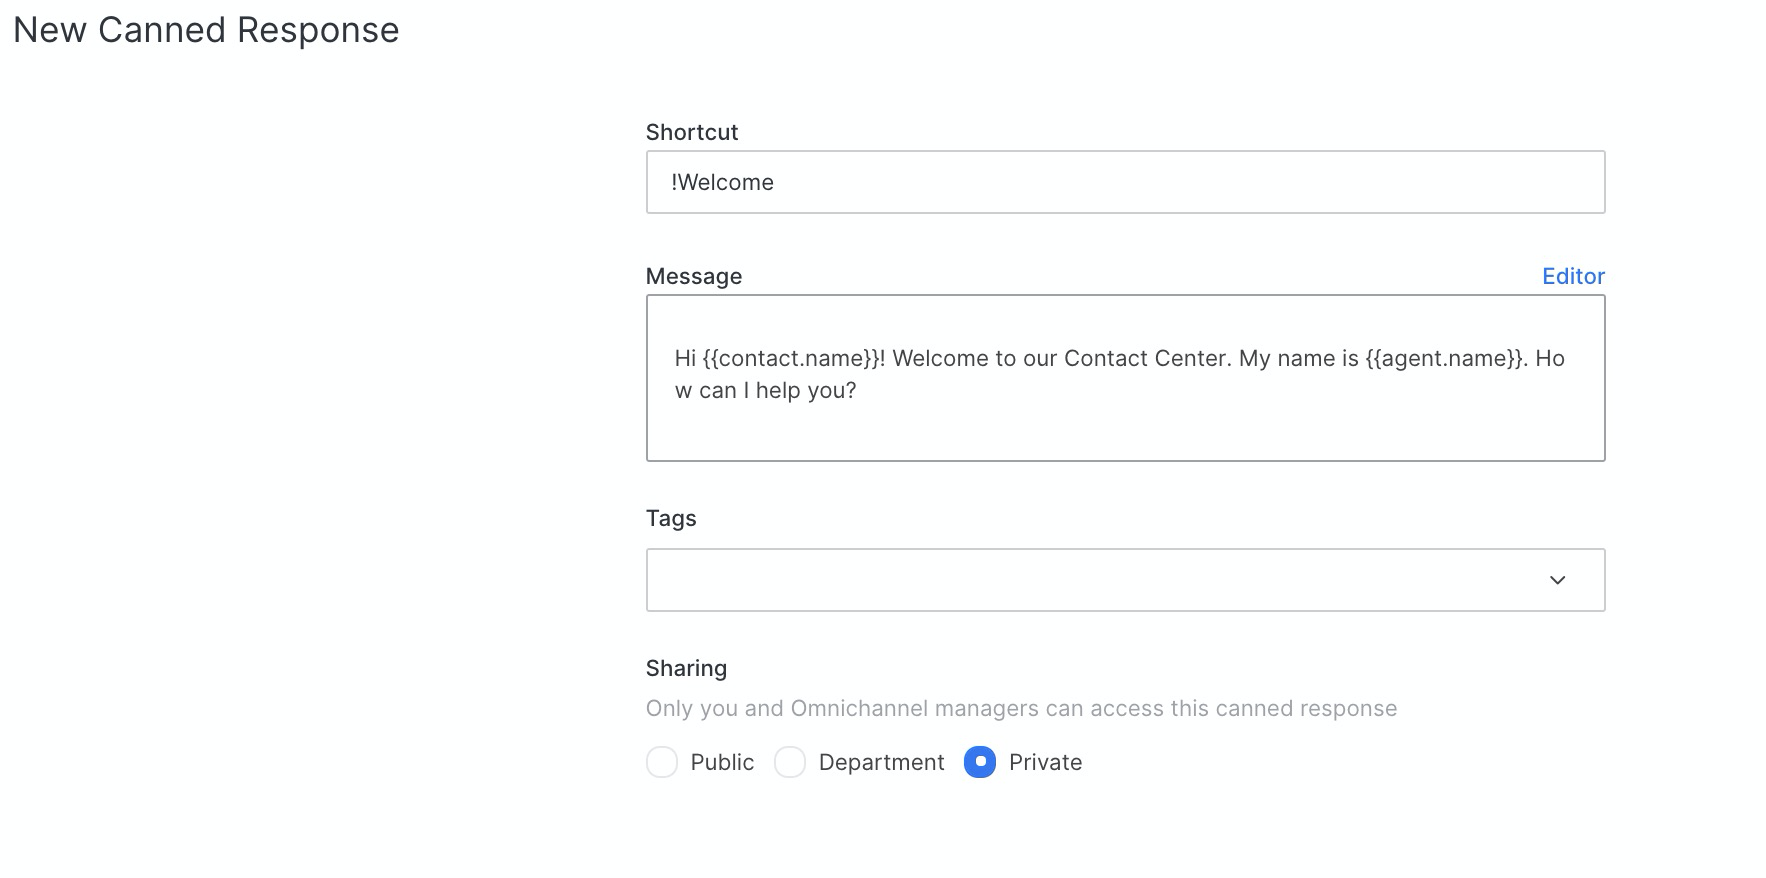 New Canned Response
Shortcut
!Welcome
Message
Editor
Hi {{contact.name}}! Welcome to our Contact Center. My name is {{agent.name}}. Ho
w can I help you?
Tags
Sharing
Only you and Omnichannel managers can access this canned response
Public Department Private